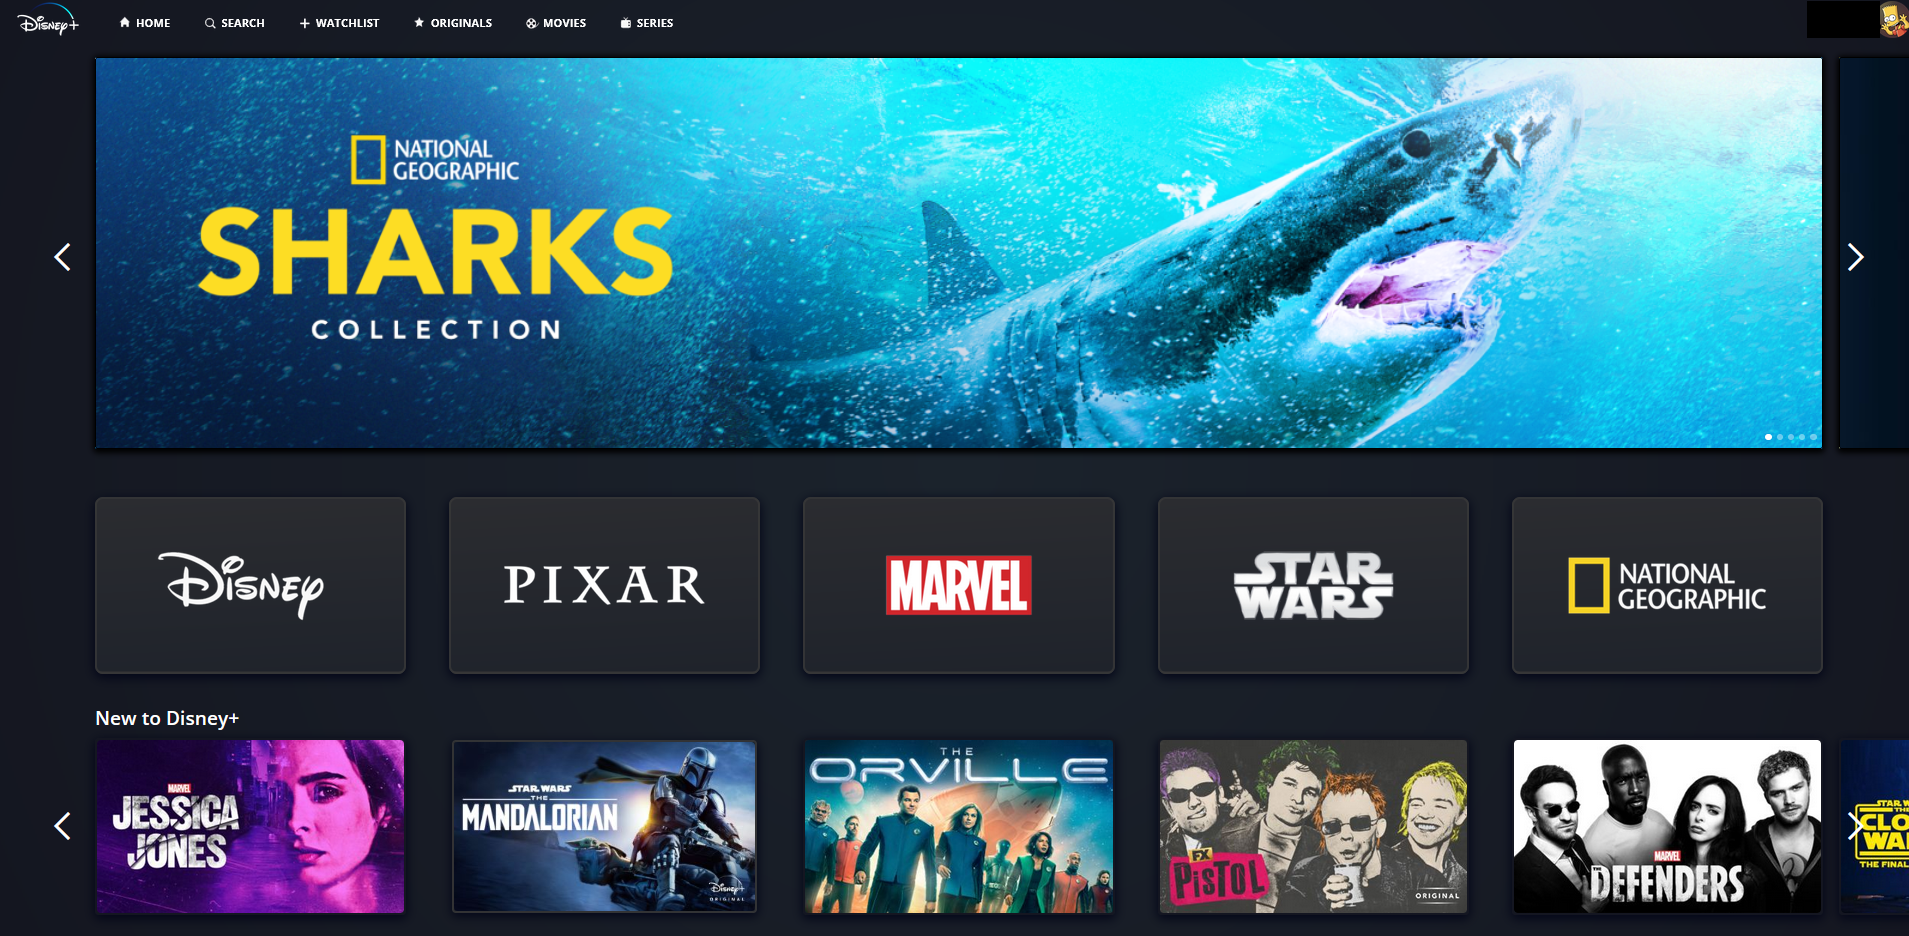 Disney+
HOME
SEARCH
WATCHLIST
ORIGINALS
MOVIES
SERIES
NATIONAL
GEOGRAPHIC
SHARKS
COLLECTION
Disney
PIXAR
MARVEL
STAR
WARS
NATIONAL
GEOGRAPHIC
New to Disney+
MARVEL
JESSICA
JONES
STAR WARS
THE
MANDALORIAN
Disney+
ORIGINAL
THE
ORVILLE
FX
PISTOL
ORIGINAL
MARVEL
DEFENDERS
STAR W
THE
CLO
WA
THE FINAL